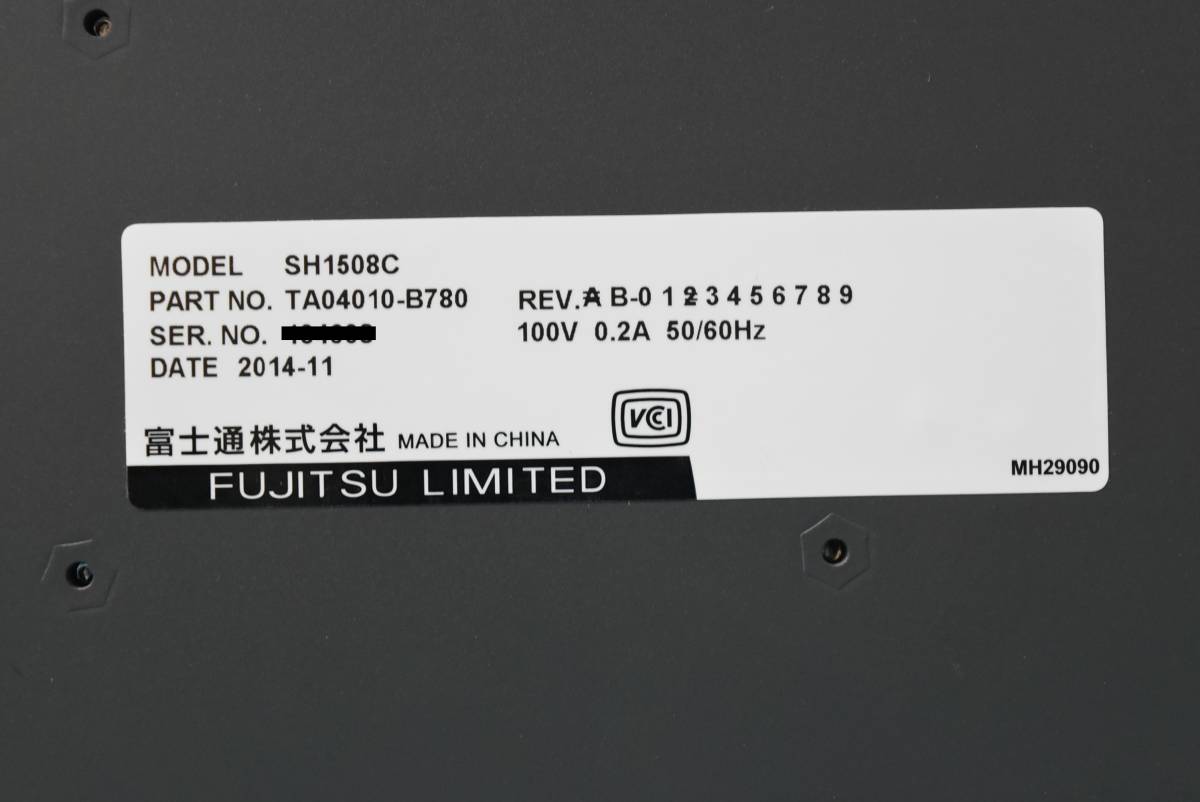 MODEL SH1508C
PART NO. TA04010-B780 REV.A B-0 1 2 3 4 5 6 7 8 9
SER. NO. 100V 0.2A 50/60Hz
DATE 2014-11
VCCI
富士通株式会社 MADE IN CHINA
FUJITSU LIMITED
MH29090